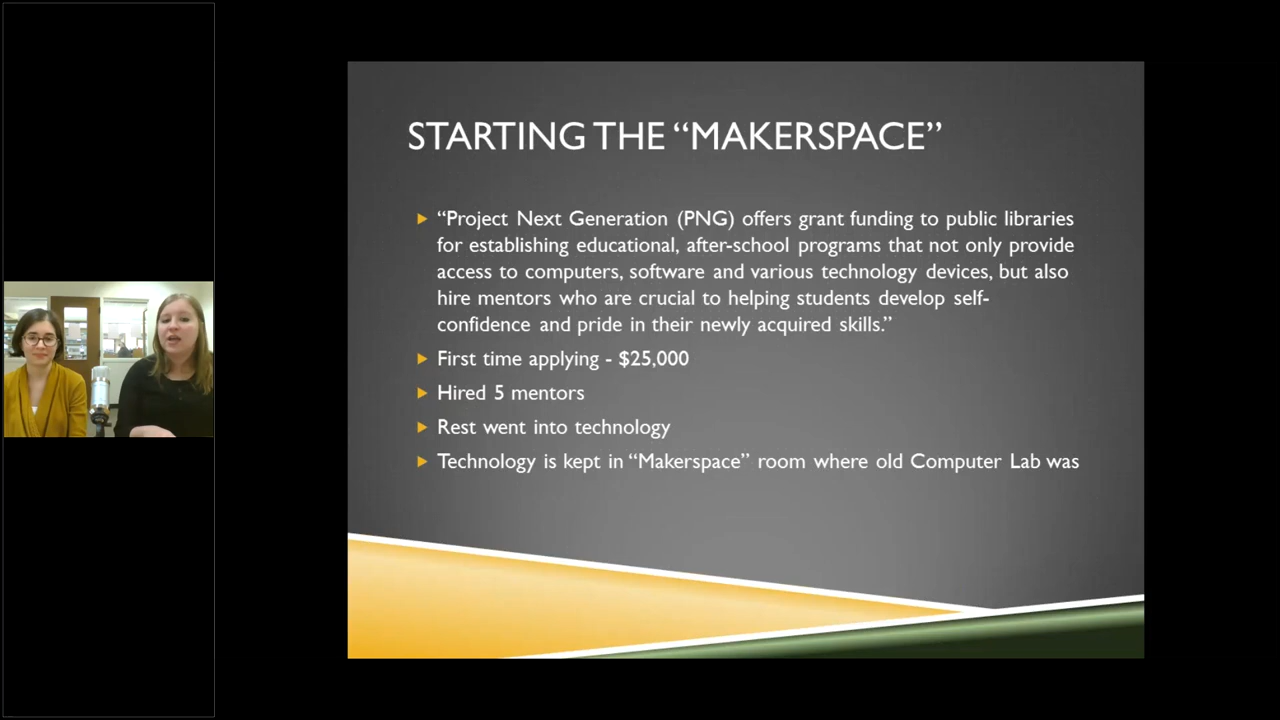 STARTING THE “MAKERSPACE”
“Project Next Generation (PNG) offers grant funding to public libraries
for establishing educational, after-school programs that not only provide
access to computers, software and various technology devices, but also
hire mentors who are crucial to helping students develop self-
confidence and pride in their newly acquired skills.”
First time applying - $25,000
Hired 5 mentors
Rest went into technology
Technology is kept in “Makerspace” room where old Computer Lab was